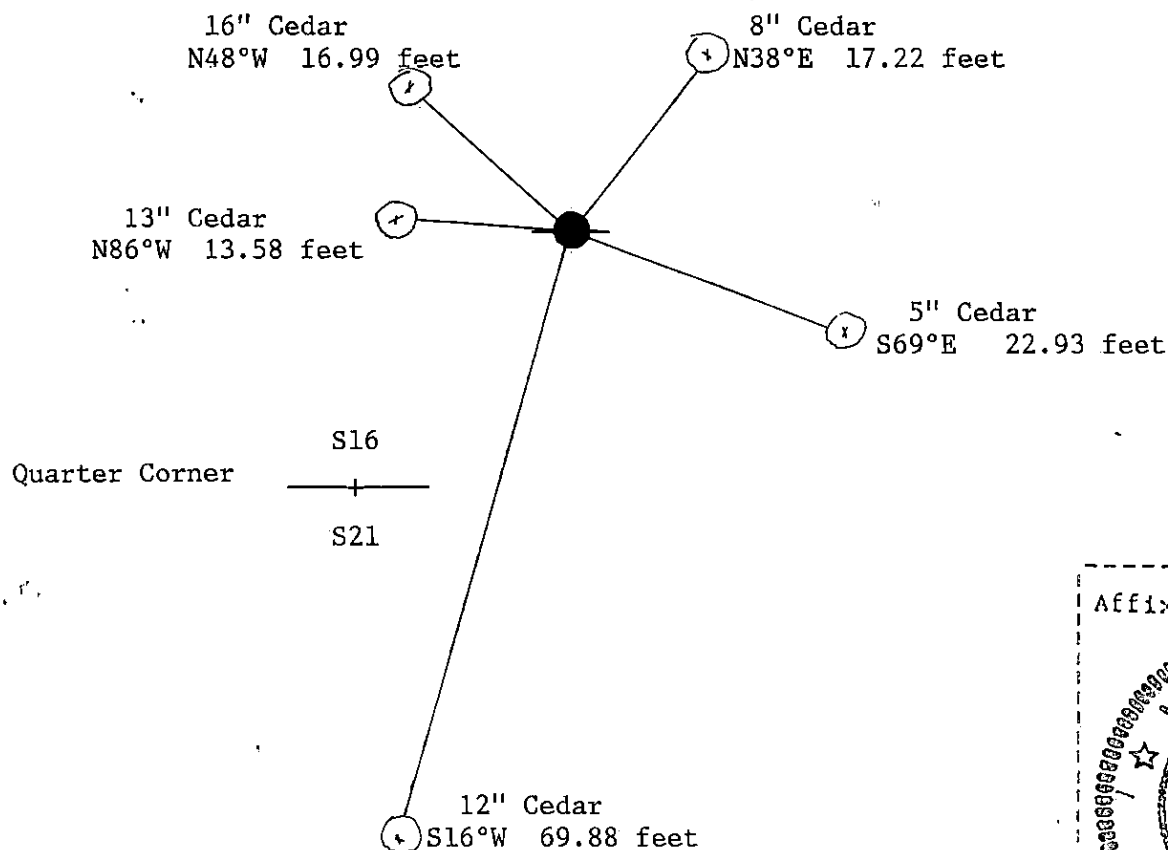 16" Cedar
N48°W 16.99 feet
8" Cedar
N38°E 17.22 feet
13" Cedar
N86°W 13.58 feet
5" Cedar
S69°E 22.93 feet
S16
Quarter Corner
S21
Affix
12" Cedar
S16°W 69.88 feet